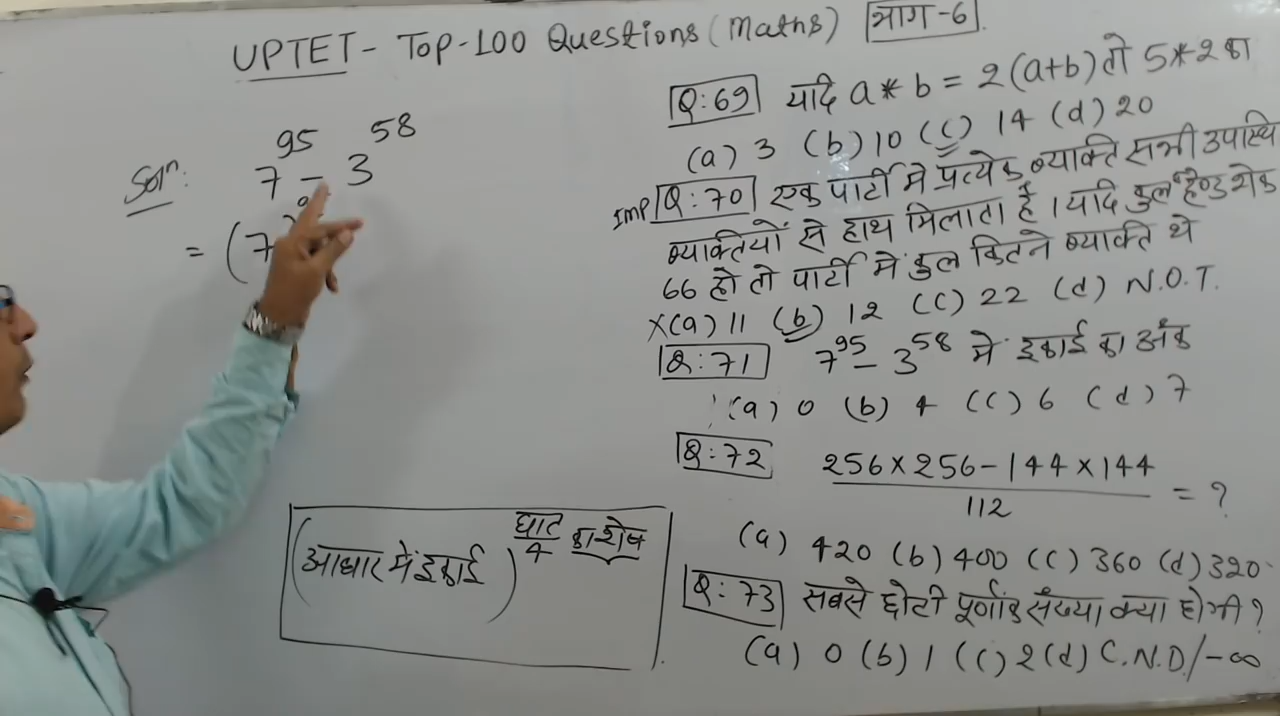 UPTET - Top-100 Questions (Maths) भाग-6
Soln: 7^95 - 3^58
= (7
(आधार में इकाई)^घात/4 का शेष
Q:69 यदि a * b = 2(a+b) तो 5*2 का
(a) 3 (b) 10 (c) 14 (d) 20
IMP Q:70 एक पार्टी मे प्रत्येक व्यक्ति सभी उपस्थि
व्यक्तियों से हाथ मिलाता है । यदि कुल हैण्ड शेक
66 हो तो पार्टी मे कुल कितने व्यक्ति थे
X(a) 11 (b) 12 (c) 22 (d) N.O.T.
Q:71 7^95 - 3^58 मे इकाई का अंक
(a) 0 (b) 4 (c) 6 (d) 7
Q:72 256×256-144×144/112 = ?
(a) 420 (b) 400 (c) 360 (d) 320
Q:73 सबसे छोटी पूर्णांक संख्या क्या होगी ?
(a) 0 (b) 1 (c) 2 (d) C.N.D/-∞